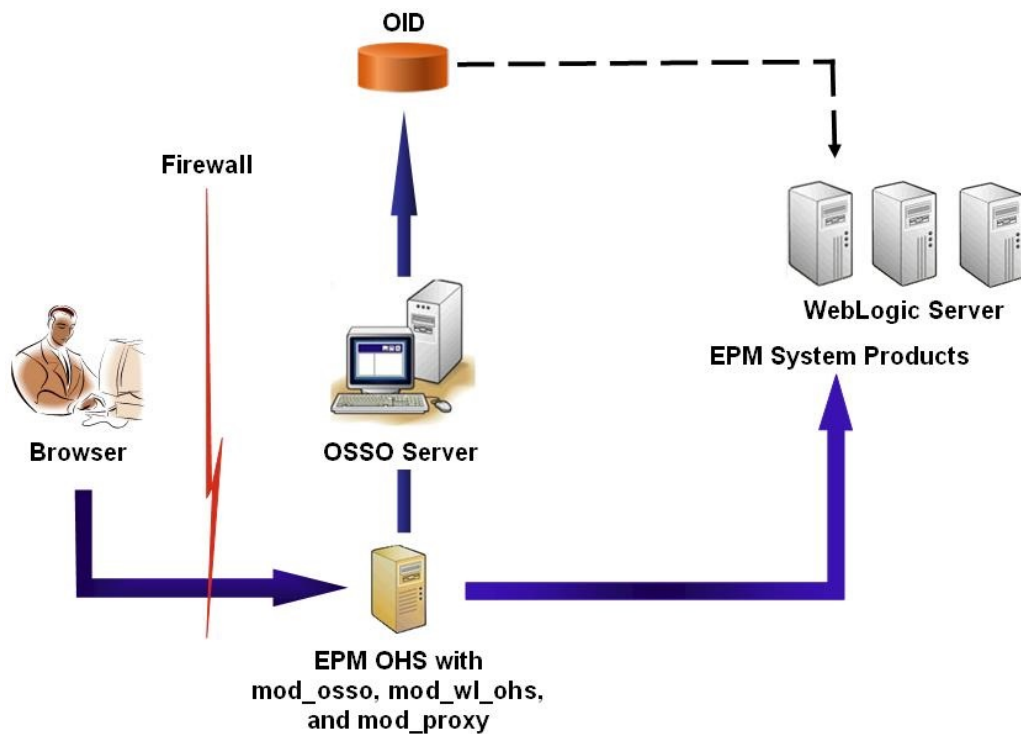 OID
Firewall
WebLogic Server
EPM System Products
Browser
OSSO Server
EPM OHS with
mod_osso, mod_wl_ohs,
and mod_proxy